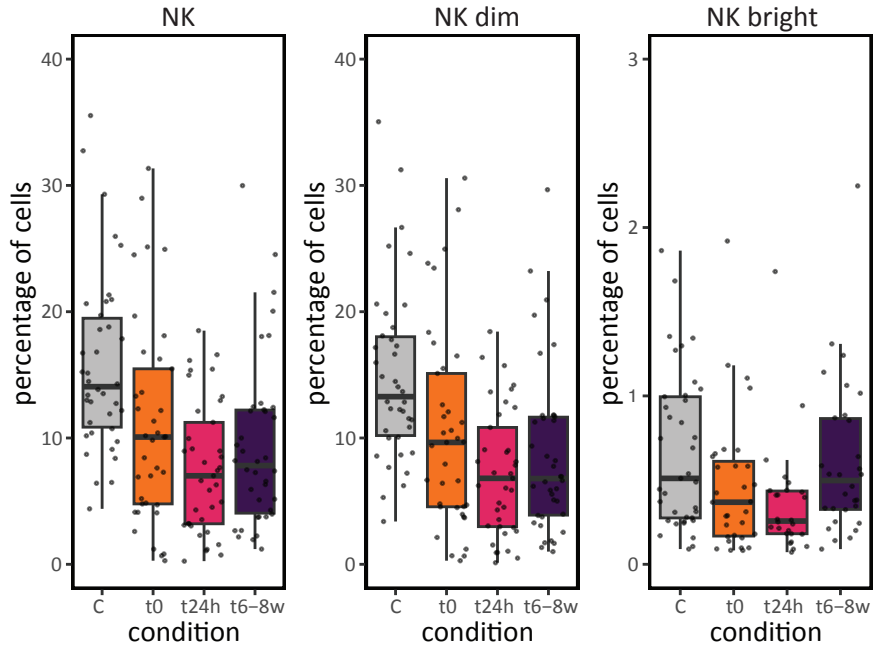 NK
percentage of cells
40
30
20
10
0
C t0 t24h t6−8w
condition
NK dim
percentage of cells
40
30
20
10
0
C t0 t24h t6−8w
condition
NK bright
percentage of cells
3
2
1
0
C t0 t24h t6−8w
condition